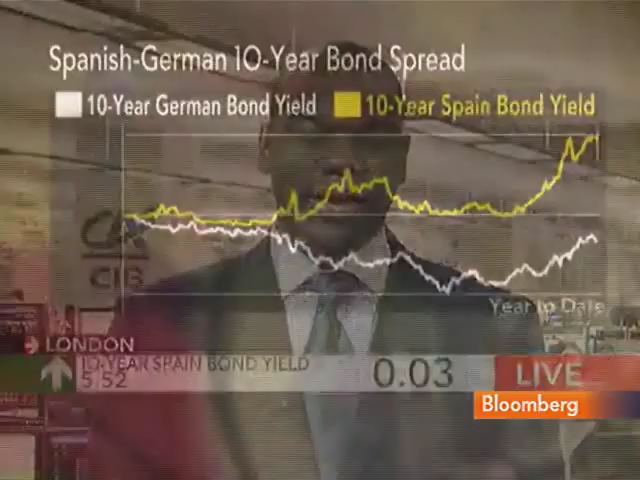 Spanish-German 10-Year Bond Spread
10-Year German Bond Yield
10-Year Spain Bond Yield
CIB
Year to Date
LONDON
10-YEAR SPAIN BOND YIELD
5.52
0.03
LIVE
Bloomberg